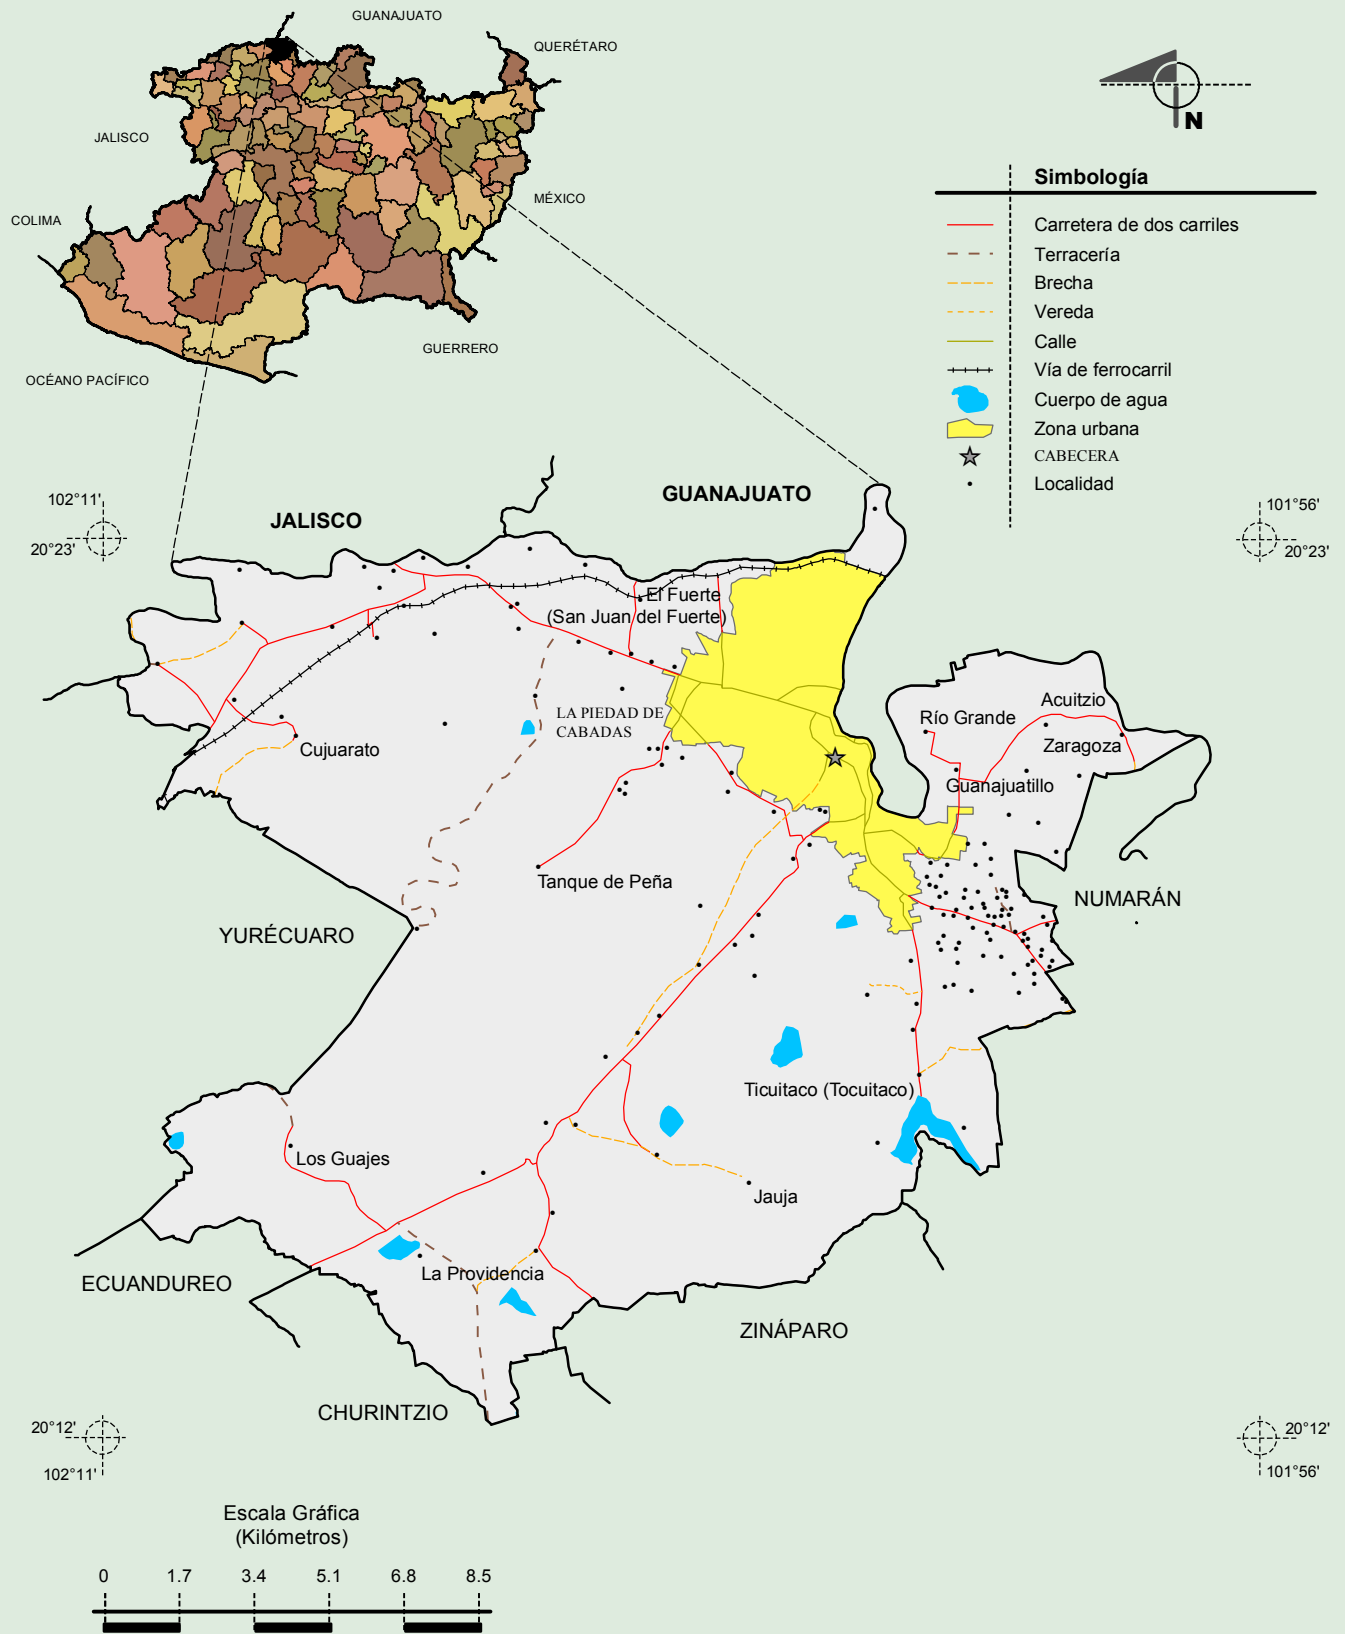 GUANAJUATO
QUERÉTARO
JALISCO
MÉXICO
COLIMA
GUERRERO
OCÉANO PACÍFICO
N
Simbología
Carretera de dos carriles
Terracería
Brecha
Vereda
Calle
Vía de ferrocarril
Cuerpo de agua
Zona urbana
CABECERA
Localidad
102°11'
20°23'
101°56'
20°23'
JALISCO
GUANAJUATO
El Fuerte
(San Juan del Fuerte)
LA PIEDAD DE
CABADAS
Cujuarato
Río Grande
Acuitzio
Zaragoza
Guanajuatillo
Tanque de Peña
NUMARÁN
YURÉCUARO
Ticuitaco (Tocuitaco)
Los Guajes
Jauja
La Providencia
ECUANDUREO
ZINÁPARO
CHURINTZIO
20°12'
102°11'
20°12'
101°56'
Escala Gráfica
(Kilómetros)
0 1.7 3.4 5.1 6.8 8.5